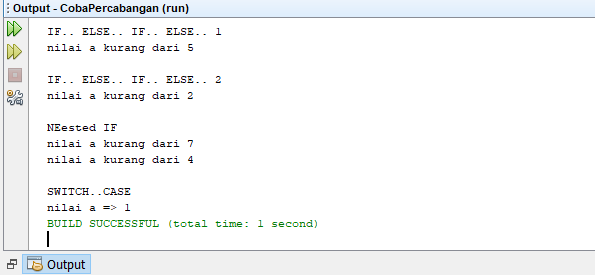 Output - CobaPercabangan (run)
IF.. ELSE.. IF.. ELSE.. 1
nilai a kurang dari 5
IF.. ELSE.. IF.. ELSE.. 2
nilai a kurang dari 2
NEested IF
nilai a kurang dari 7
nilai a kurang dari 4
SWITCH..CASE
nilai a => 1
BUILD SUCCESSFUL (total time: 1 second)
Output